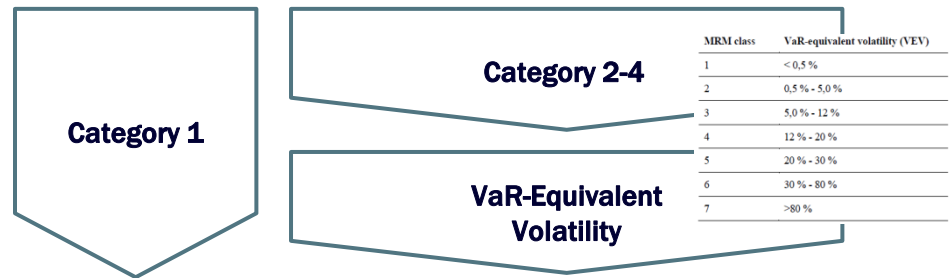 Category 1
Category 2-4
VaR-Equivalent
Volatility
MRM class VaR-equivalent volatility (VEV)
1 < 0,5 %
2 0,5 % - 5,0 %
3 5,0 % - 12 %
4 12 % - 20 %
5 20 % - 30 %
6 30 % - 80 %
7 >80 %